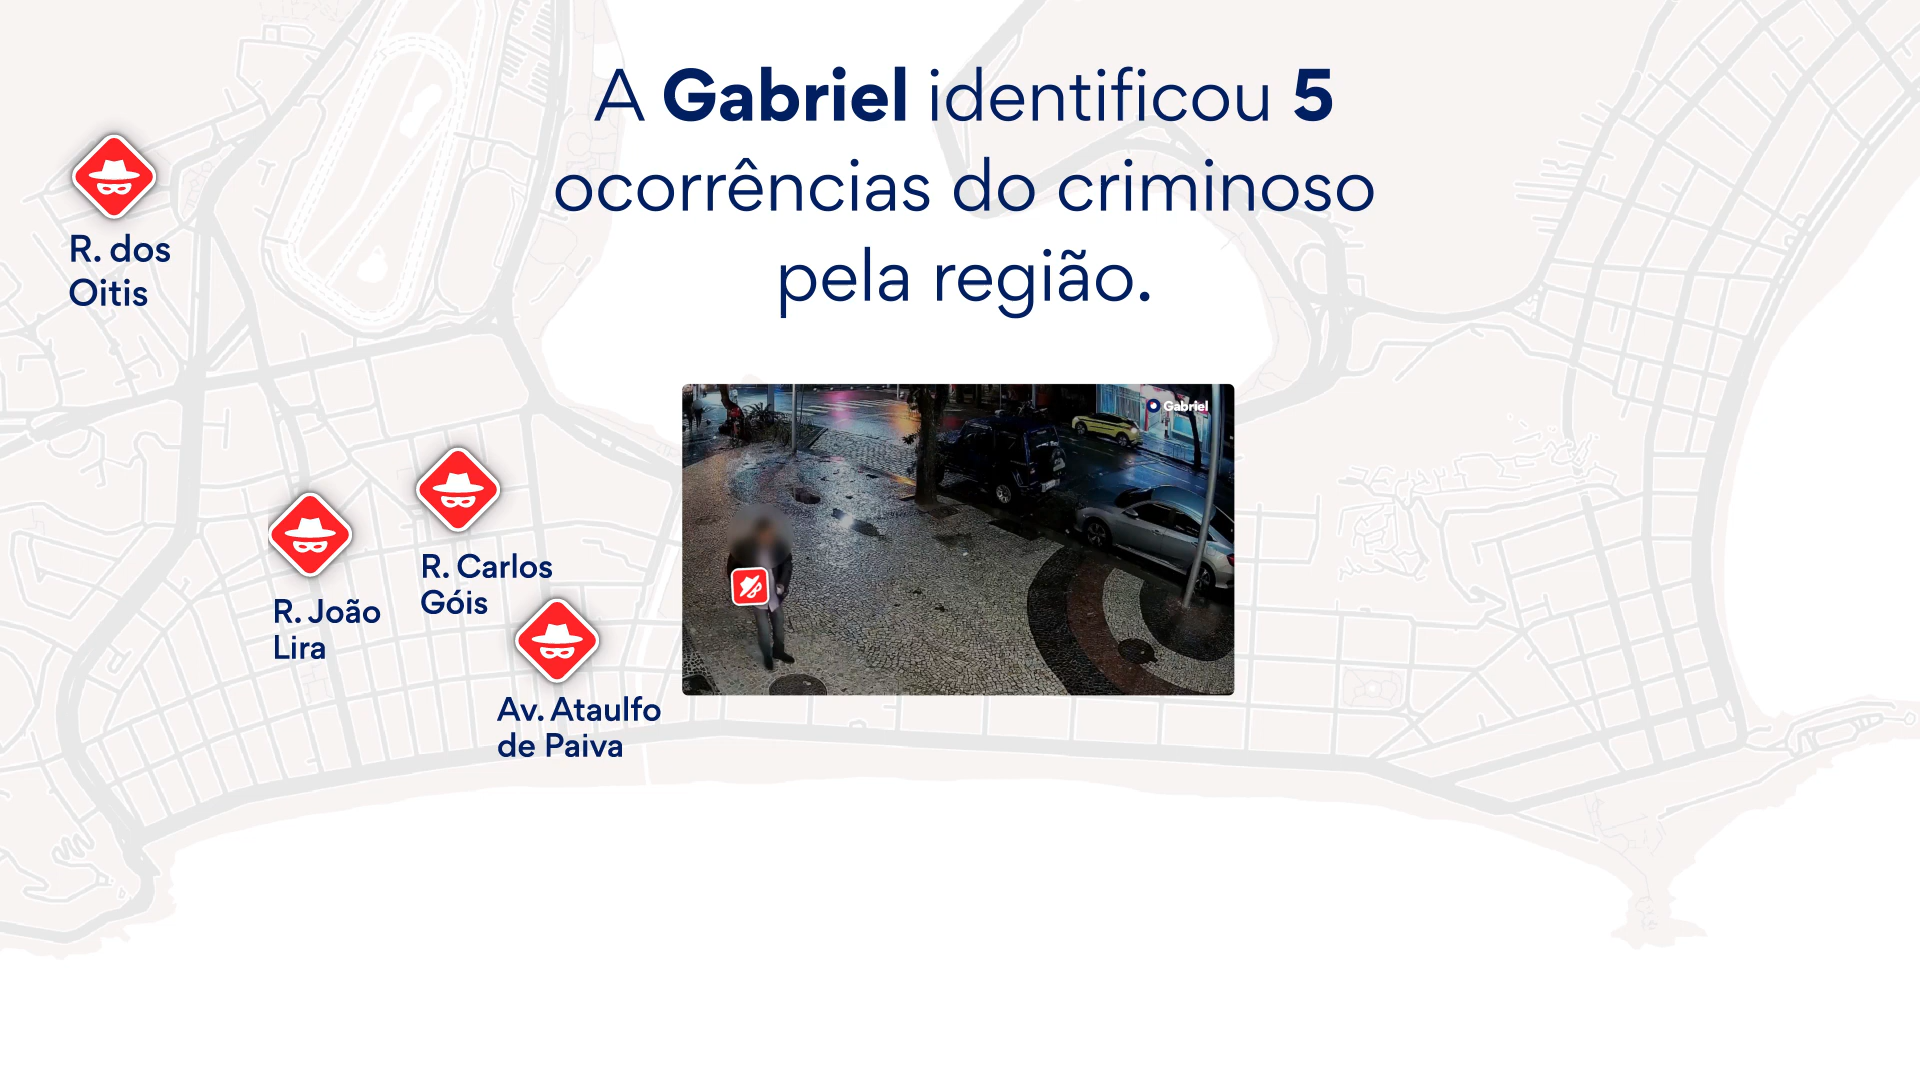 A Gabriel identificou 5
ocorrências do criminoso
pela região.
R. dos
Oitis
Gabriel
R. Carlos
Góis
R. João
Lira
Av. Ataulfo
de Paiva